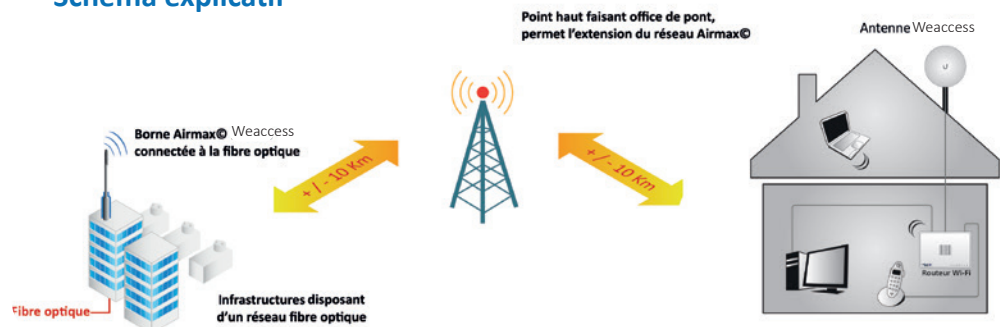 Schéma explicatif
Point haut faisant office de pont,
permet l'extension du réseau Airmax©
Antenne Weaccess
Borne Airmax© Weaccess
connectée à la fibre optique
+ / - 10 Km
+ / - 10 Km
Routeur Wi-Fi
Fibre optique
Infrastructures disposant
d'un réseau fibre optique